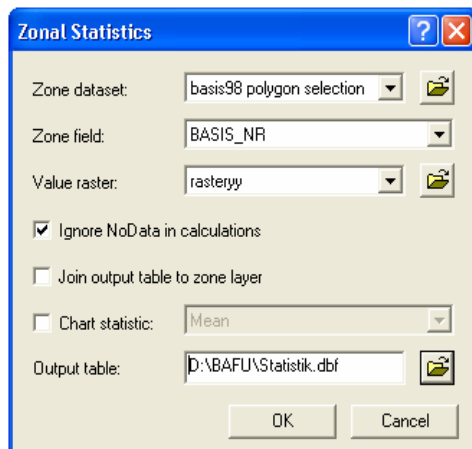 Zonal Statistics
Zone dataset: basis98 polygon selection
Zone field: BASIS_NR
Value raster: rasteryy
Ignore NoData in calculations
Join output table to zone layer
Chart statistic: Mean
Output table: D:\BAFU\Statistik.dbf
OK Cancel